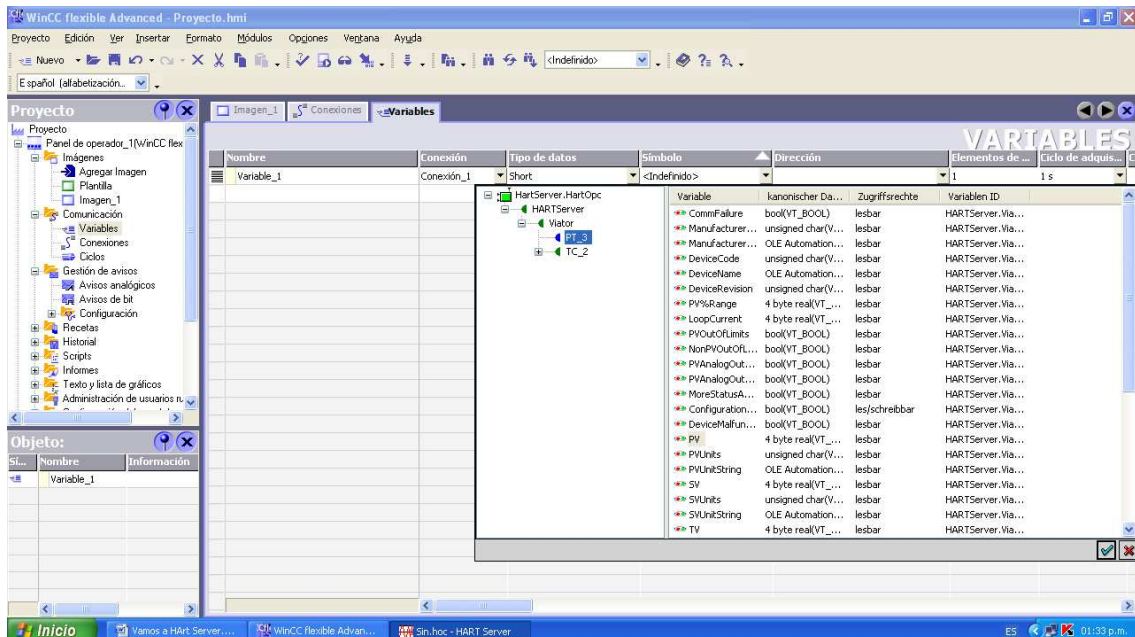 WinCC flexible Advanced - Proyecto.hmi
Proyecto Edición Ver Insertar Formato Módulos Opciones Ventana Ayuda
Nuevo <Indefinido>
Español (alfabetización...
Proyecto
Imagen_1 Conexiones Variables
VARIABLES
Proyecto
Panel de operador_1(WinCC flex
Imágenes
Agregar Imagen
Plantilla
Imagen_1
Comunicación
Variables
Conexiones
Ciclos
Gestión de avisos
Avisos analógicos
Avisos de bit
Configuración
Recetas
Historial
Scripts
Informes
Texto y lista de gráficos
Administración de usuarios ru
Nombre Conexión Tipo de datos Símbolo Dirección Elementos de ... Ciclo de adquis... C
Variable_1 Conexión_1 Short <Indefinido> 1 1 s
HartServer.HartOpc
HARTServer
Viator
PT_3
TC_2
Variable kanonischer Da... Zugriffsrechte Variablen ID
CommFailure bool(VT_BOOL) lesbar HARTServer.Via...
Manufacturer... unsigned char(V... lesbar HARTServer.Via...
Manufacturer... OLE Automation... lesbar HARTServer.Via...
DeviceCode unsigned char(V... lesbar HARTServer.Via...
DeviceName OLE Automation... lesbar HARTServer.Via...
DeviceRevision unsigned char(V... lesbar HARTServer.Via...
PV%Range 4 byte real(VT_... lesbar HARTServer.Via...
LoopCurrent 4 byte real(VT_... lesbar HARTServer.Via...
PVOutOfLimits bool(VT_BOOL) lesbar HARTServer.Via...
NonPVOutOfL... bool(VT_BOOL) lesbar HARTServer.Via...
PVAnalogOut... bool(VT_BOOL) lesbar HARTServer.Via...
PVAnalogOut... bool(VT_BOOL) lesbar HARTServer.Via...
MoreStatusA... bool(VT_BOOL) lesbar HARTServer.Via...
Configuration... bool(VT_BOOL) les/schreibbar HARTServer.Via...
DeviceMalfun... bool(VT_BOOL) lesbar HARTServer.Via...
PV 4 byte real(VT_... lesbar HARTServer.Via...
PVUnits unsigned char(V... lesbar HARTServer.Via...
PVUnitString OLE Automation... lesbar HARTServer.Via...
SV 4 byte real(VT_... lesbar HARTServer.Via...
SVUnits unsigned char(V... lesbar HARTServer.Via...
SVUnitString OLE Automation... lesbar HARTServer.Via...
TV 4 byte real(VT_... lesbar HARTServer.Via...
Objeto:
Sí... Nombre Información
Variable_1
Inicio Vamos a HArt Server.... WinCC flexible Advan... Sin.hoc - HART Server ES 01:33 p.m.